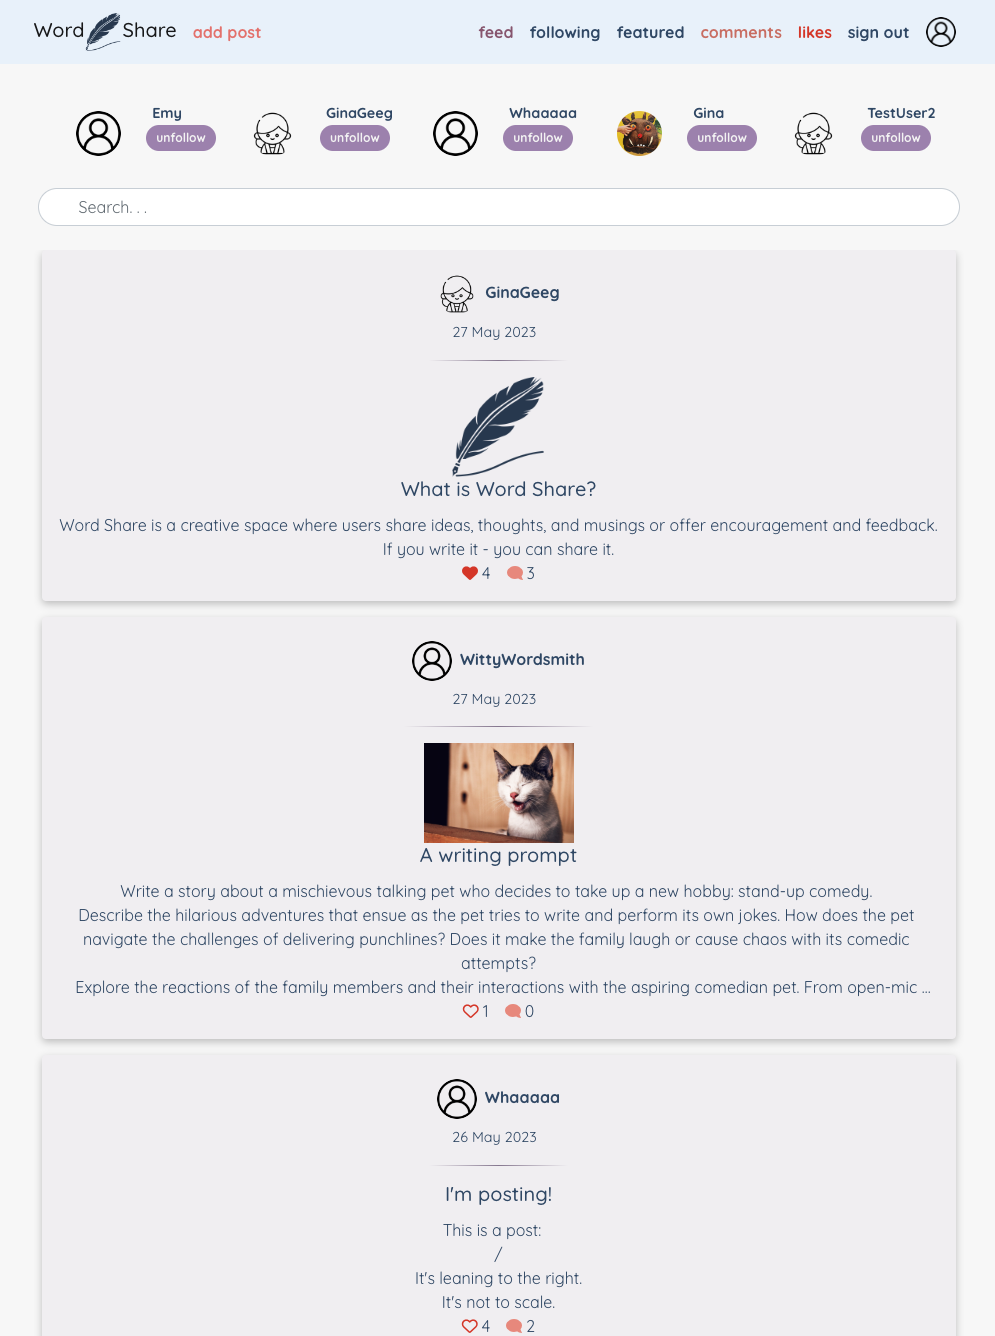 Word Share add post feed following featured comments likes sign out
Emy GinaGeeg Whaaaaa Gina TestUser2
unfollow unfollow unfollow unfollow unfollow
Search. . .
GinaGeeg
27 May 2023
What is Word Share?
Word Share is a creative space where users share ideas, thoughts, and musings or offer encouragement and feedback.
If you write it - you can share it.
4 3
WittyWordsmith
27 May 2023
A writing prompt
Write a story about a mischievous talking pet who decides to take up a new hobby: stand-up comedy.
Describe the hilarious adventures that ensue as the pet tries to write and perform its own jokes. How does the pet
navigate the challenges of delivering punchlines? Does it make the family laugh or cause chaos with its comedic
attempts?
Explore the reactions of the family members and their interactions with the aspiring comedian pet. From open-mic ...
1 0
Whaaaaa
26 May 2023
I'm posting!
This is a post:
/
It's leaning to the right.
It's not to scale.
4 2